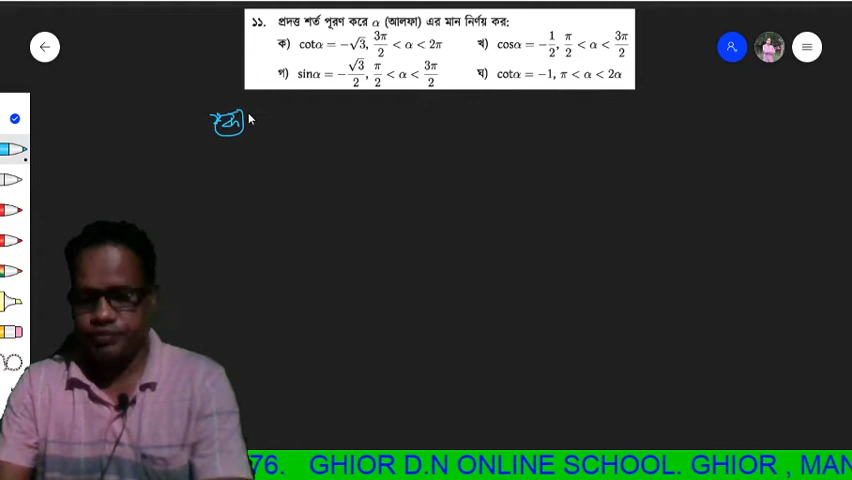 ১১. প্রদত্ত শর্ত পূরণ করে α (আলফা) এর মান নির্ণয় কর:
ক) cotα = −√3, 3π/2 < α < 2π খ) cosα = −1/2, π/2 < α < 3π/2
গ) sinα = −√3/2, π/2 < α < 3π/2 ঘ) cotα = −1, π < α < 2α
ক
76. GHIOR D.N ONLINE SCHOOL. GHIOR , MAN